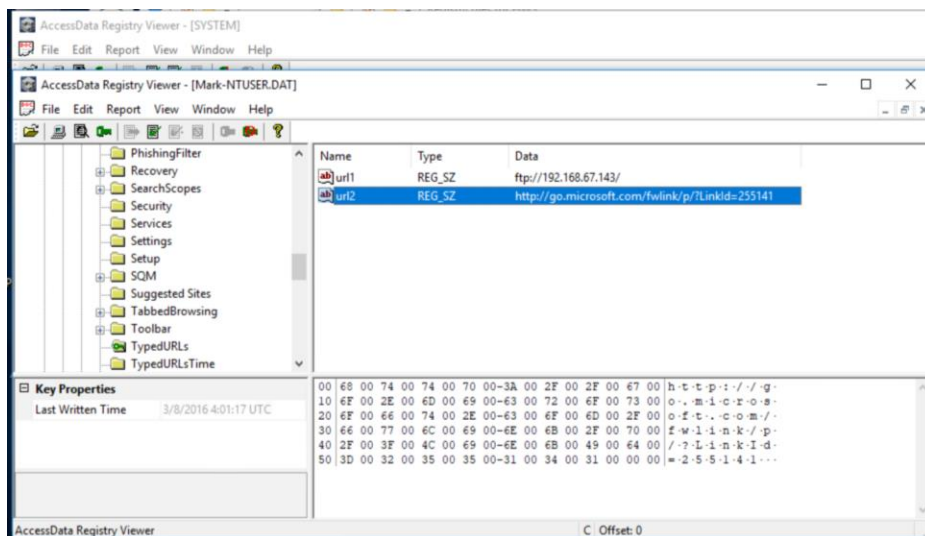 AccessData Registry Viewer - [SYSTEM]
File Edit Report View Window Help
AccessData Registry Viewer - [Mark-NTUSER.DAT]
File Edit Report View Window Help
PhishingFilter
Recovery
SearchScopes
Security
Services
Settings
Setup
SQM
Suggested Sites
TabbedBrowsing
Toolbar
TypedURLs
TypedURLsTime
Name Type Data
ab url1 REG_SZ ftp://192.168.67.143/
ab url2 REG_SZ http://go.microsoft.com/fwlink/p/?LinkId=255141
Key Properties
Last Written Time 3/8/2016 4:01:17 UTC
00 68 00 74 00 74 00 70 00-3A 00 2F 00 2F 00 67 00 h·t·t·p·:·/·/·g·
10 6F 00 2E 00 6D 00 69 00-63 00 72 00 6F 00 73 00 o·.·m·i·c·r·o·s·
20 6F 00 66 00 74 00 2E 00-63 00 6F 00 6D 00 2F 00 o·f·t·.·c·o·m·/·
30 66 00 77 00 6C 00 69 00-6E 00 6B 00 2F 00 70 00 f·w·l·i·n·k·/·p·
40 2F 00 3F 00 4C 00 69 00-6E 00 6B 00 49 00 64 00 /·?·L·i·n·k·I·d·
50 3D 00 32 00 35 00 35 00-31 00 34 00 31 00 00 00 =·2·5·5·1·4·1···
AccessData Registry Viewer C Offset: 0